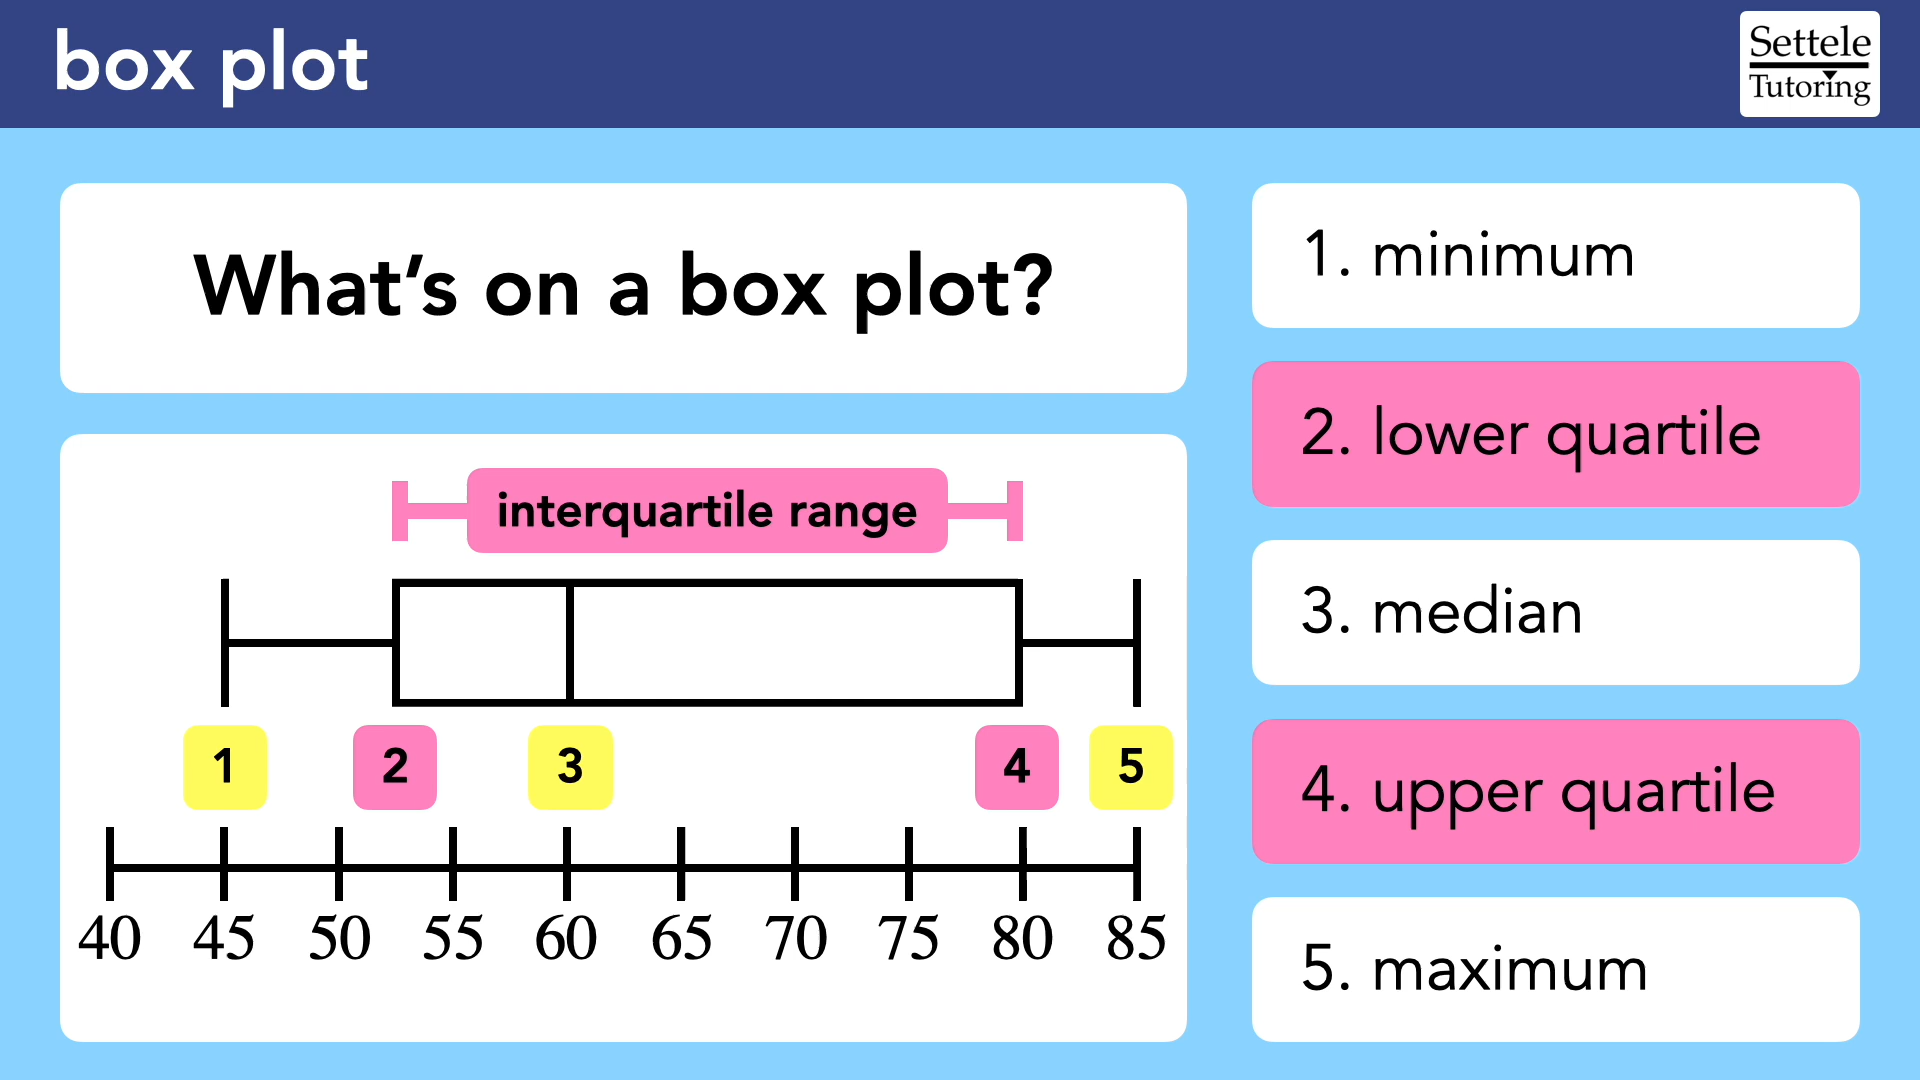 box plot
Settele
Tutoring
What's on a box plot?
interquartile range
1 2 3 4 5
40 45 50 55 60 65 70 75 80 85
1. minimum
2. lower quartile
3. median
4. upper quartile
5. maximum